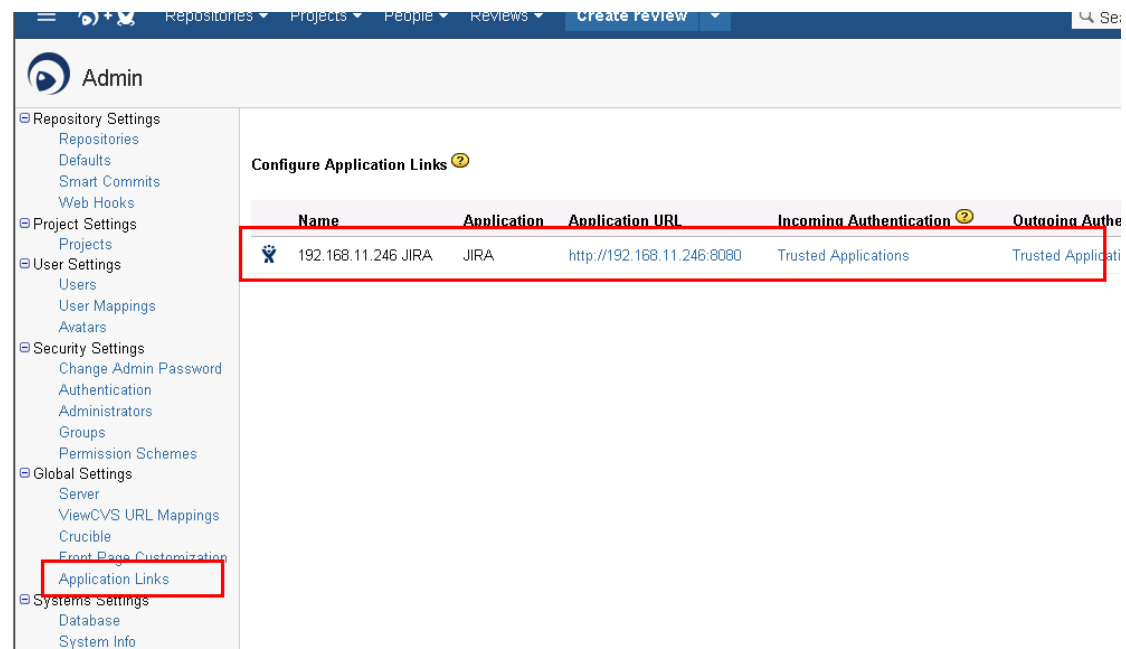 Repositories Projects People Reviews Create review
Admin
Repository Settings
Repositories
Defaults
Smart Commits
Web Hooks
Project Settings
Projects
User Settings
Users
User Mappings
Avatars
Security Settings
Change Admin Password
Authentication
Administrators
Groups
Permission Schemes
Global Settings
Server
ViewCVS URL Mappings
Crucible
Front Page Customization
Application Links
Systems Settings
Database
System Info
Configure Application Links ?
Name Application Application URL Incoming Authentication ? Outgoing
192.168.11.246 JIRA JIRA http://192.168.11.246:8080 Trusted Applications Trusted